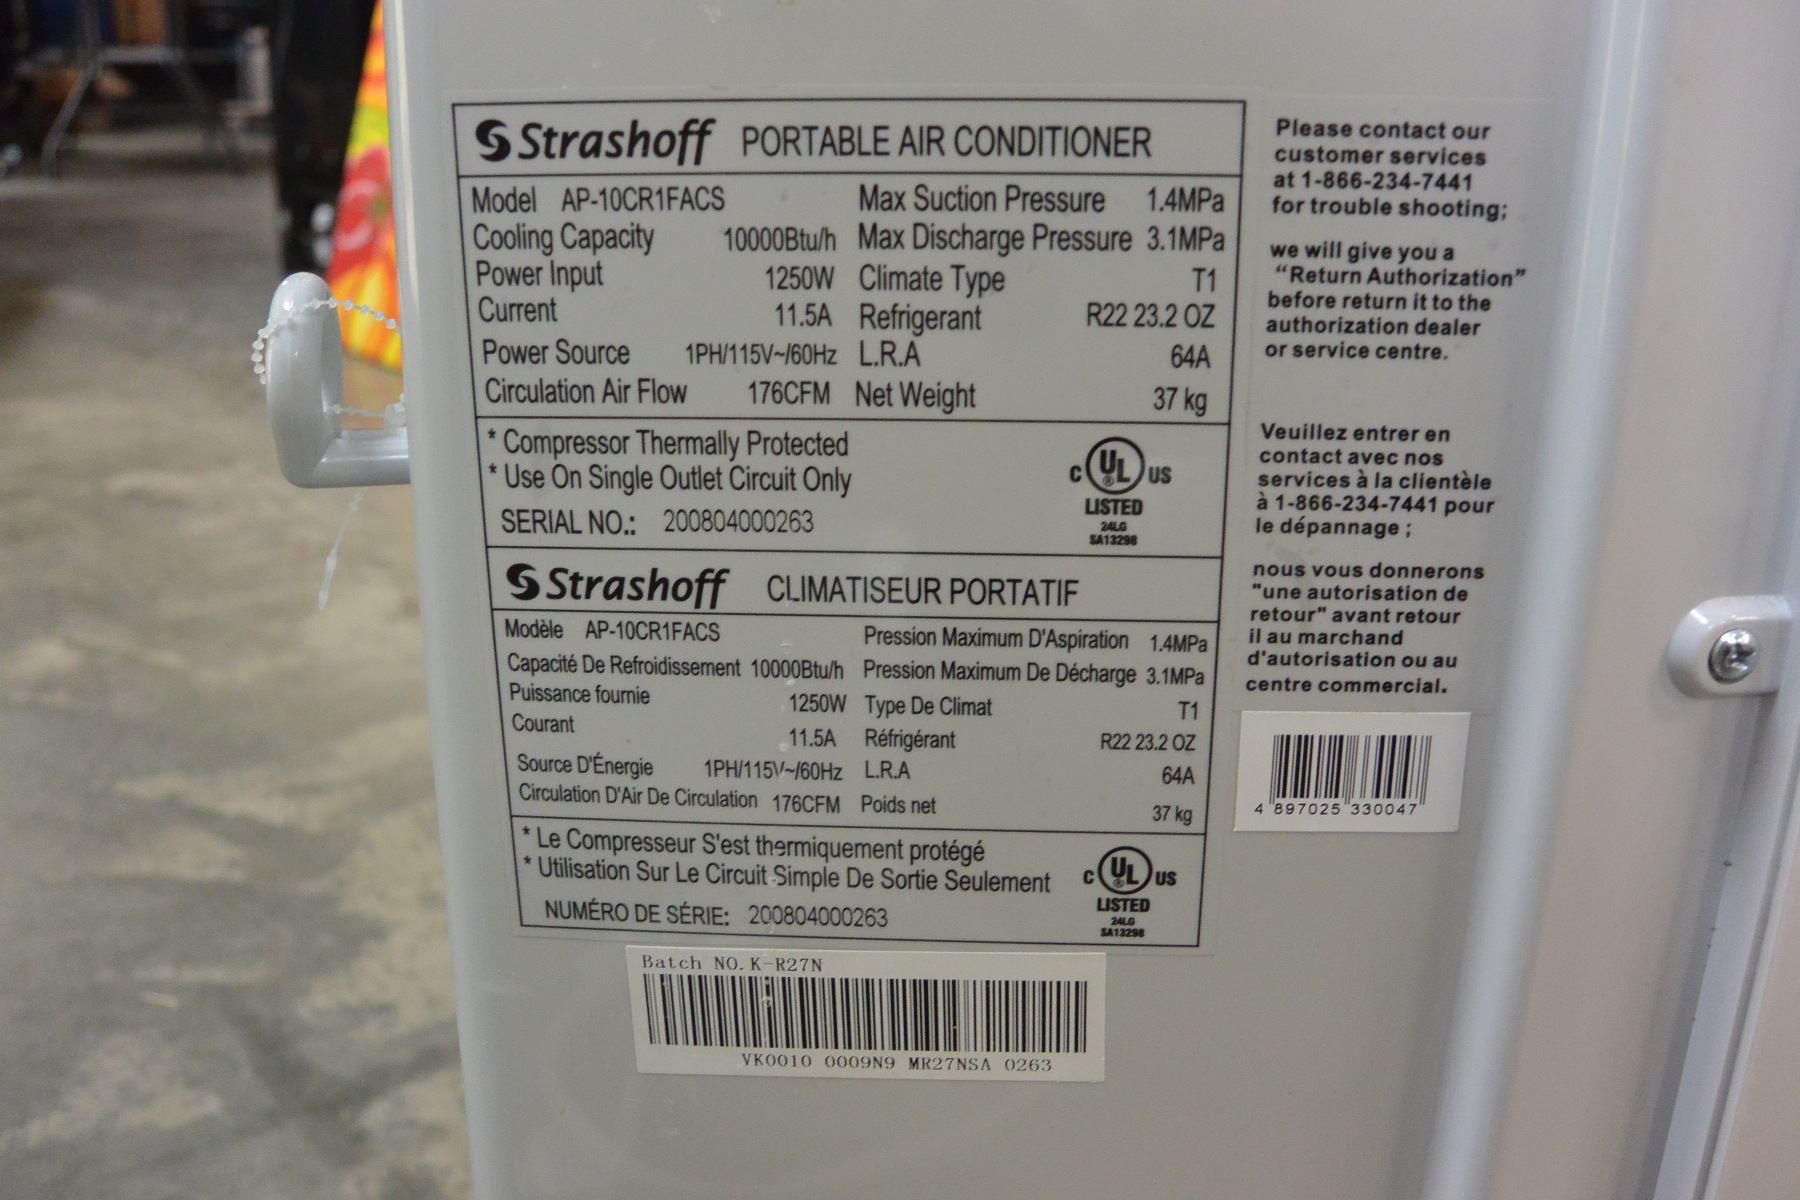 Strashoff PORTABLE AIR CONDITIONER
Model AP-10CR1FACS Max Suction Pressure 1.4MPa
Cooling Capacity 10000Btu/h Max Discharge Pressure 3.1MPa
Power Input 1250W Climate Type T1
Current 11.5A Refrigerant R22 23.2 OZ
Power Source 1PH/115V~/60Hz L.R.A 64A
Circulation Air Flow 176CFM Net Weight 37 kg
* Compressor Thermally Protected
* Use On Single Outlet Circuit Only
SERIAL NO.: 200804000263
C UL ® US
LISTED
24LG
SA13298
Strashoff CLIMATISEUR PORTATIF
Modèle AP-10CR1FACS Pression Maximum D'Aspiration 1.4MPa
Capacité De Refroidissement 10000Btu/h Pression Maximum De Décharge 3.1MPa
Puissance fournie 1250W Type De Climat T1
Courant 11.5A Réfrigérant R22 23.2 OZ
Source D'Énergie 1PH/115V~/60Hz L.R.A 64A
Circulation D'Air De Circulation 176CFM Poids net 37 kg
* Le Compresseur S'est thermiquement protégé
* Utilisation Sur Le Circuit Simple De Sortie Seulement
NUMÉRO DE SÉRIE: 200804000263
C UL ® US
LISTED
24LG
SA13298
Please contact our
customer services
at 1-866-234-7441
for trouble shooting;
we will give you a
“Return Authorization”
before return it to the
authorization dealer
or service centre.
Veuillez entrer en
contact avec nos
services à la clientèle
à 1-866-234-7441 pour
le dépannage ;
nous vous donnerons
"une autorisation de
retour" avant retour
il au marchand
d'autorisation ou au
centre commercial.
4 897025 330047
Batch NO. K-R27N
VK0010 0009N9 MR27NSA 0263